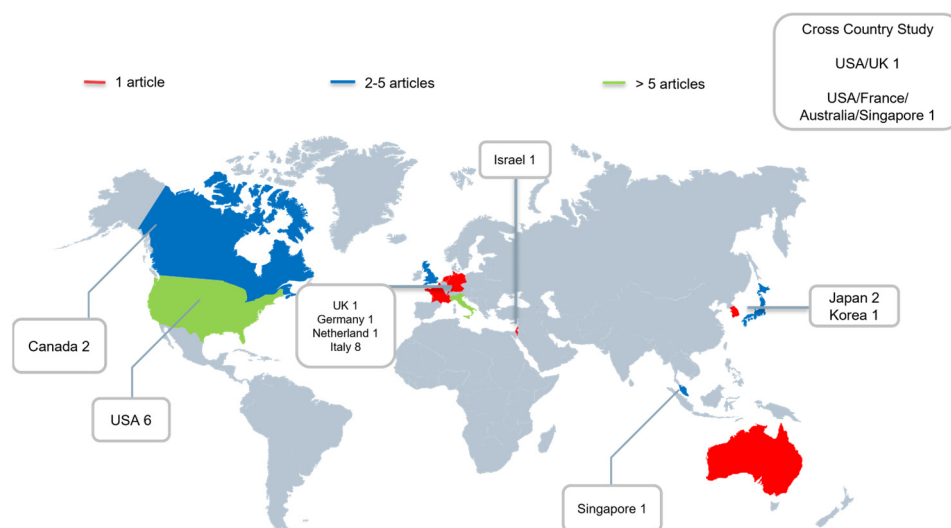 Cross Country Study
USA/UK 1
USA/France/
Australia/Singapore 1
1 article
2-5 articles
> 5 articles
Israel 1
UK 1
Germany 1
Netherland 1
Italy 8
Japan 2
Korea 1
Canada 2
USA 6
Singapore 1